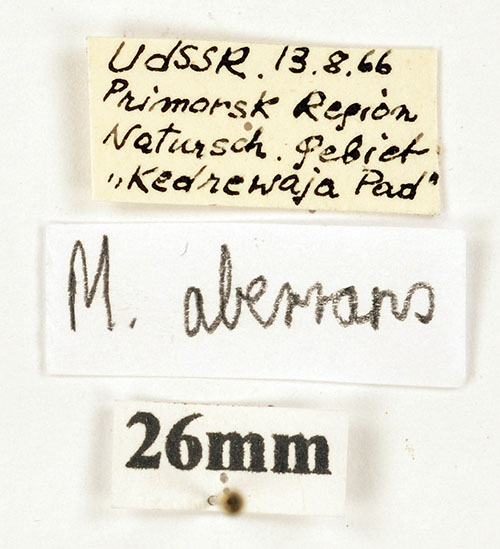 UdSSR. 13.8.66
Primorsk Region
Natursch. Gebiet
„Kedrewaja Pad"
M. aberrans
26mm